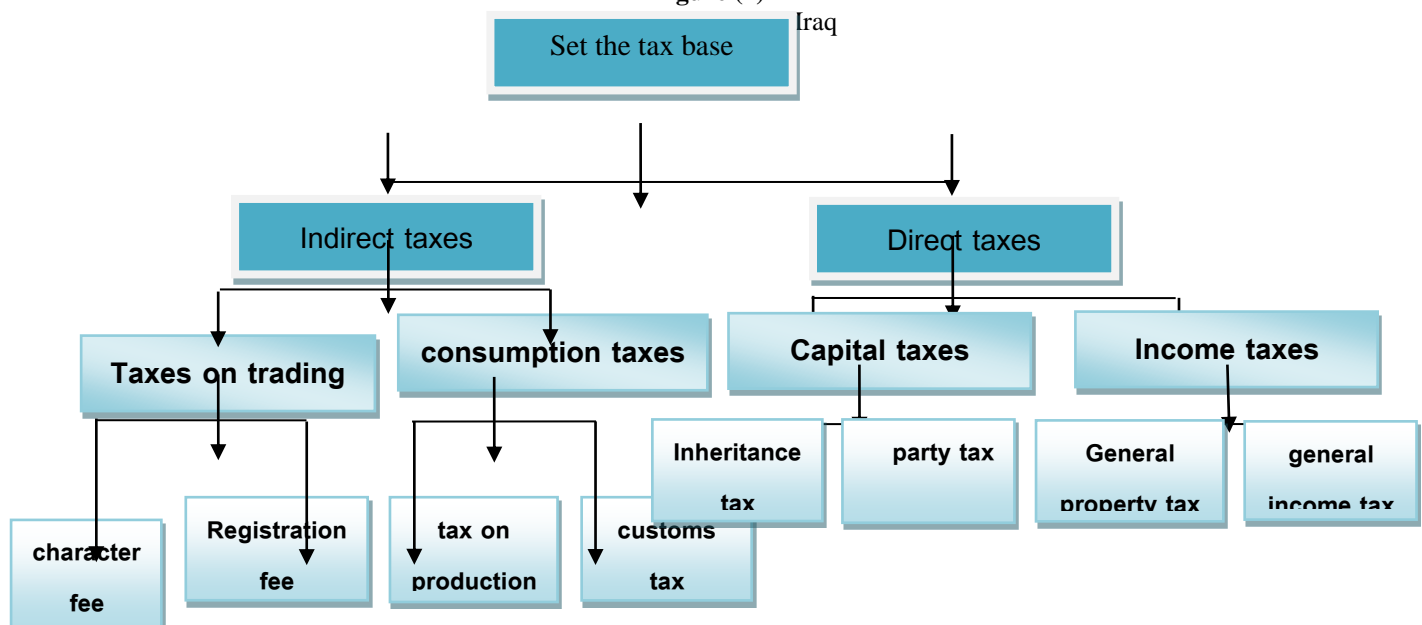 Iraq
Set the tax base
Indirect taxes
Direct taxes
Taxes on trading
consumption taxes
Capital taxes
Income taxes
Inheritance
tax
party tax
General
property tax
general
income tax
character
fee
Registration
fee
tax on
production
customs
tax